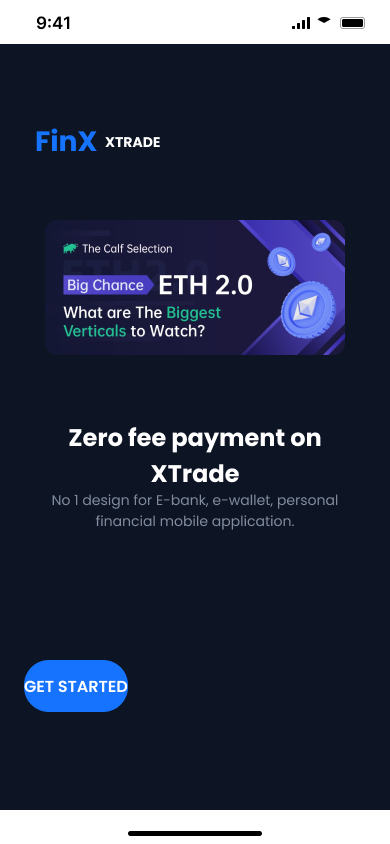 9:41
FinX XTRADE
The Calf Selection
Big Chance ETH 2.0
What are The Biggest
Verticals to Watch?
Zero fee payment on
XTrade
No 1 design for E-bank, e-wallet, personal
financial mobile application.
GET STARTED